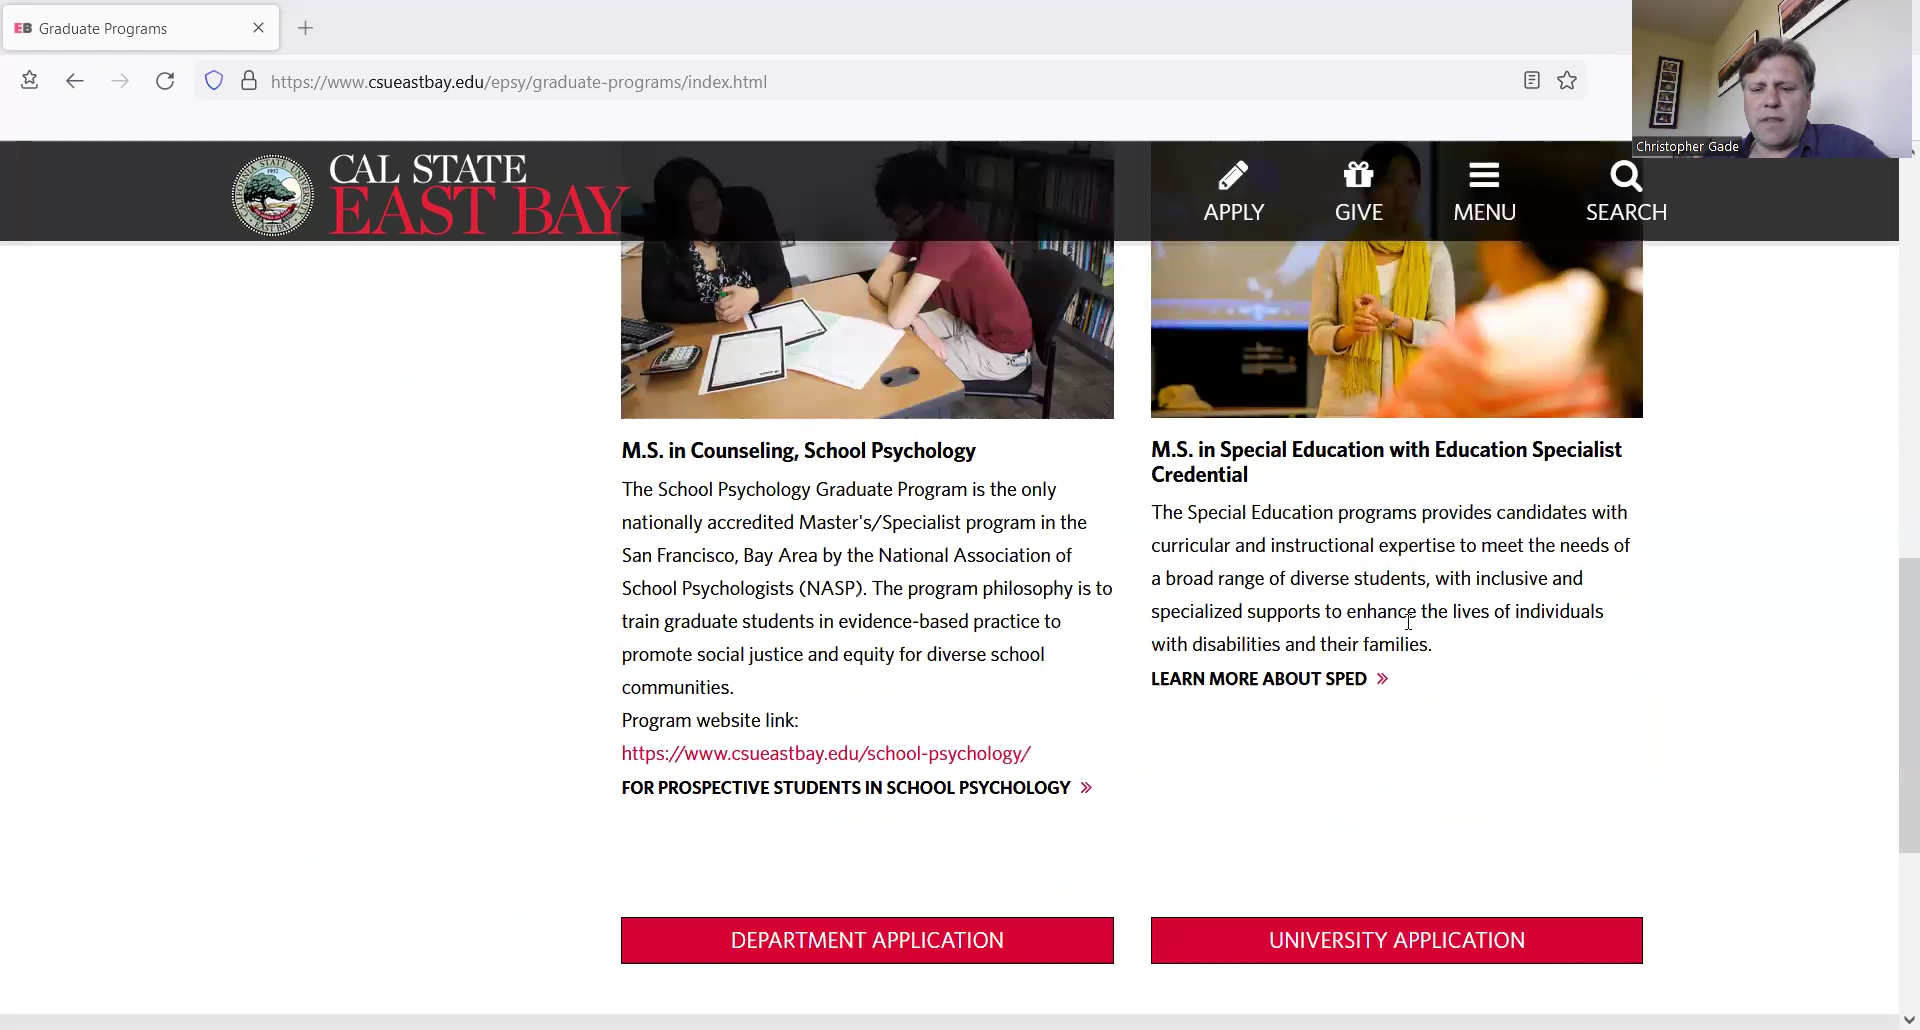 EB Graduate Programs
https://www.csueastbay.edu/epsy/graduate-programs/index.html
Christopher Gade
CAL STATE
EAST BAY
APPLY
GIVE
MENU
SEARCH
M.S. in Counseling, School Psychology
The School Psychology Graduate Program is the only
nationally accredited Master's/Specialist program in the
San Francisco, Bay Area by the National Association of
School Psychologists (NASP). The program philosophy is to
train graduate students in evidence-based practice to
promote social justice and equity for diverse school
communities.
Program website link:
https://www.csueastbay.edu/school-psychology/
FOR PROSPECTIVE STUDENTS IN SCHOOL PSYCHOLOGY »
M.S. in Special Education with Education Specialist
Credential
The Special Education programs provides candidates with
curricular and instructional expertise to meet the needs of
a broad range of diverse students, with inclusive and
specialized supports to enhance the lives of individuals
with disabilities and their families.
LEARN MORE ABOUT SPED »
DEPARTMENT APPLICATION
UNIVERSITY APPLICATION